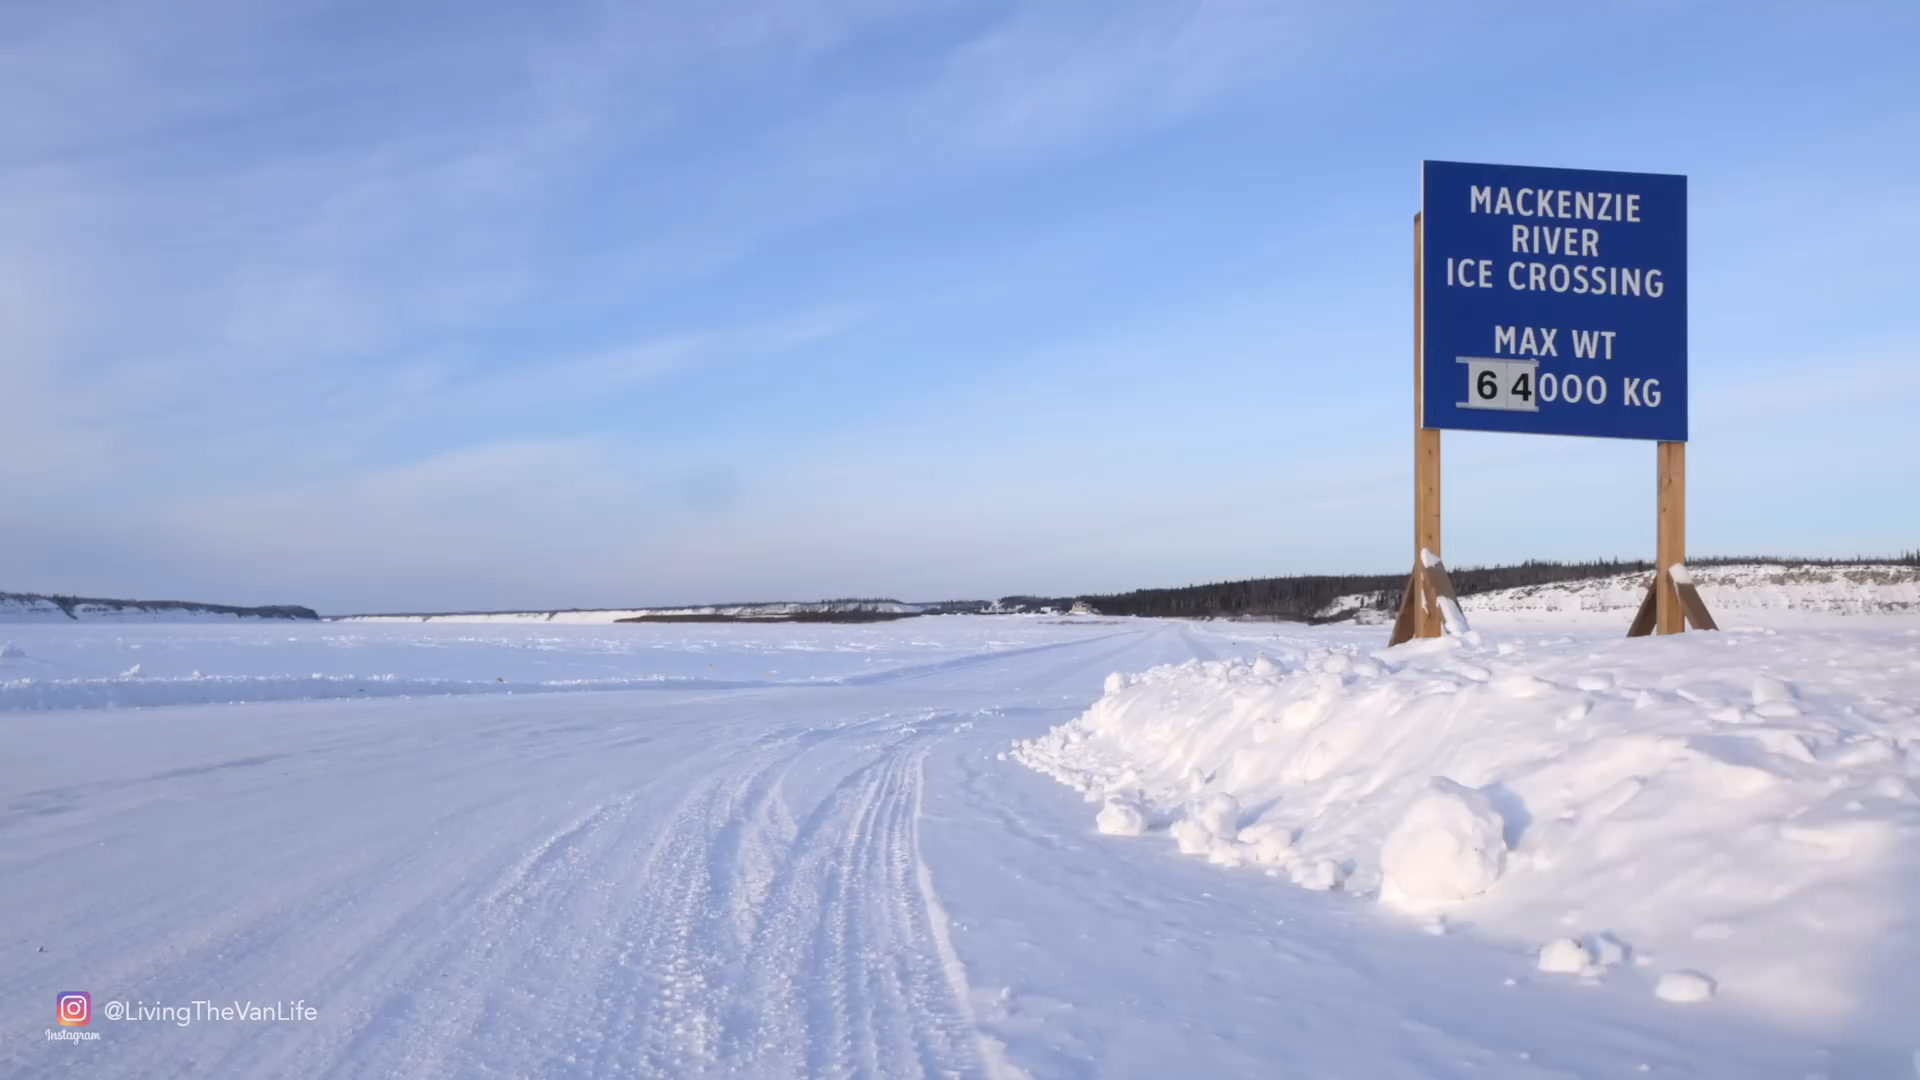 MACKENZIE
RIVER
ICE CROSSING
MAX WT
64000 KG
@LivingTheVanLife
Instagram